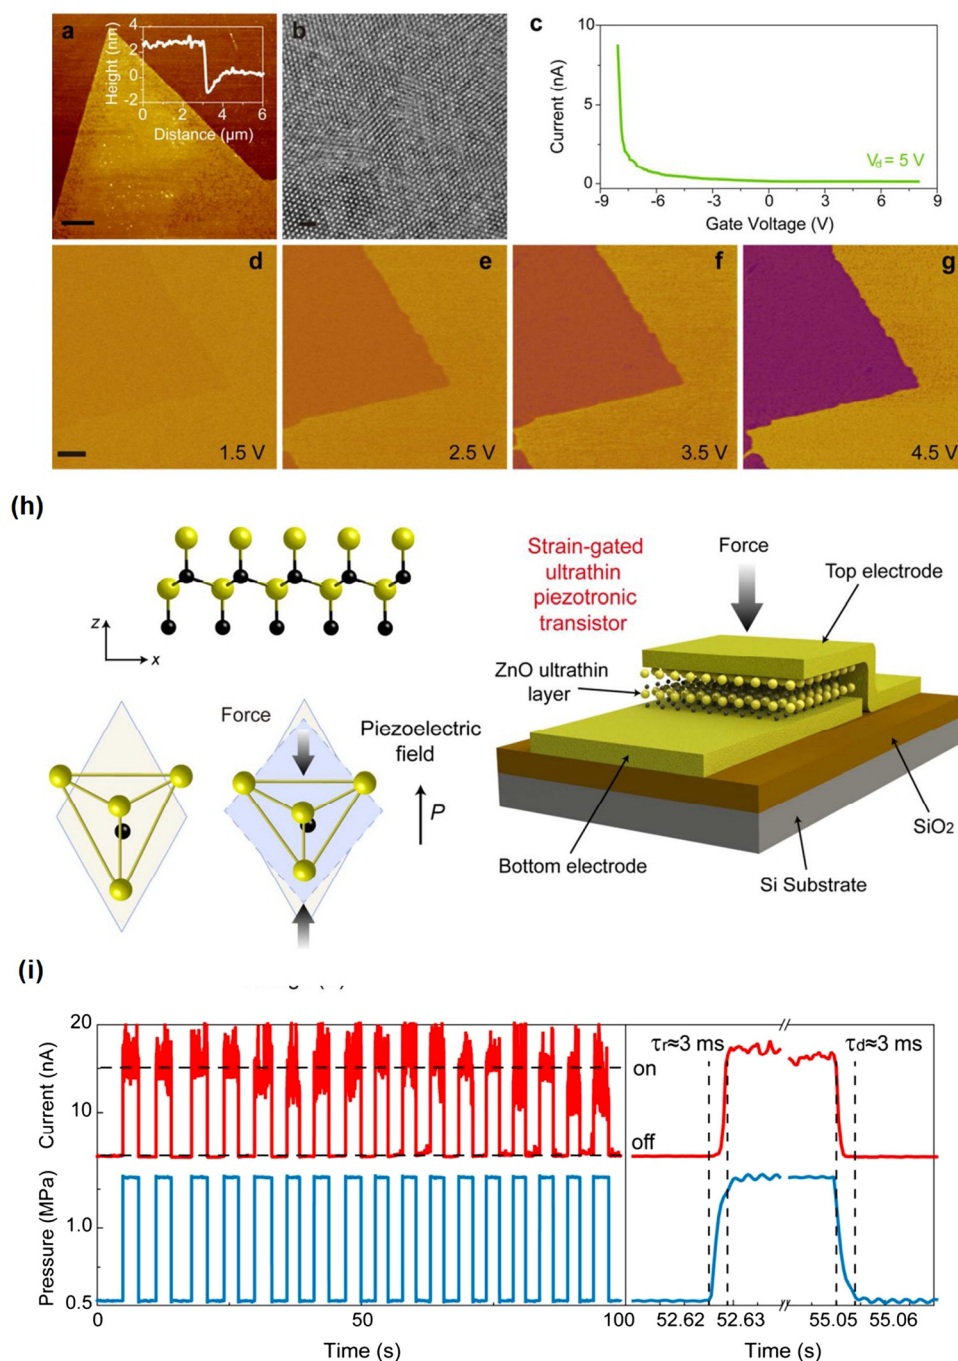 a
Height (nm)
4
2
0
-2
0
2
4
6
Distance (µm)
b
c
Current (nA)
10
5
0
-9
-6
-3
0
3
6
9
Vd = 5 V
Gate Voltage (V)
d
1.5 V
e
2.5 V
f
3.5 V
g
4.5 V
(h)
z
x
Force
Piezoelectric
field
P
Strain-gated
ultrathin
piezotronic
transistor
Force
Top electrode
ZnO ultrathin
layer
Bottom electrode
SiO2
Si Substrate
(i)
Current (nA)
20
10
Pressure (MPa)
1.0
0.5
0
50
100
Time (s)
τr≈3 ms
τd≈3 ms
on
off
52.62
52.63
55.05
55.06
Time (s)